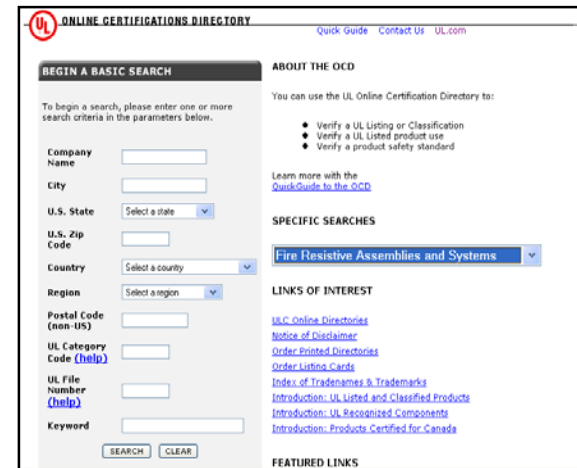 UL
ONLINE CERTIFICATIONS DIRECTORY
Quick Guide Contact Us UL.com
BEGIN A BASIC SEARCH
To begin a search, please enter one or more
search criteria in the parameters below.
Company
Name
City
U.S. State Select a state
U.S. Zip
Code
Country Select a country
Region Select a region
Postal Code
(non-US)
UL Category
Code (help)
UL File
Number
(help)
Keyword
SEARCH CLEAR
ABOUT THE OCD
You can use the UL Online Certification Directory to:
Verify a UL Listing or Classification
Verify a UL Listed product use
Verify a product safety standard
Learn more with the
QuickGuide to the OCD
SPECIFIC SEARCHES
Fire Resistive Assemblies and Systems
LINKS OF INTEREST
ULC Online Directories
Notice of Disclaimer
Order Printed Directories
Order Listing Cards
Index of Tradenames & Trademarks
Introduction: UL Listed and Classified Products
Introduction: UL Recognized Components
Introduction: Products Certified for Canada
FEATURED LINKS